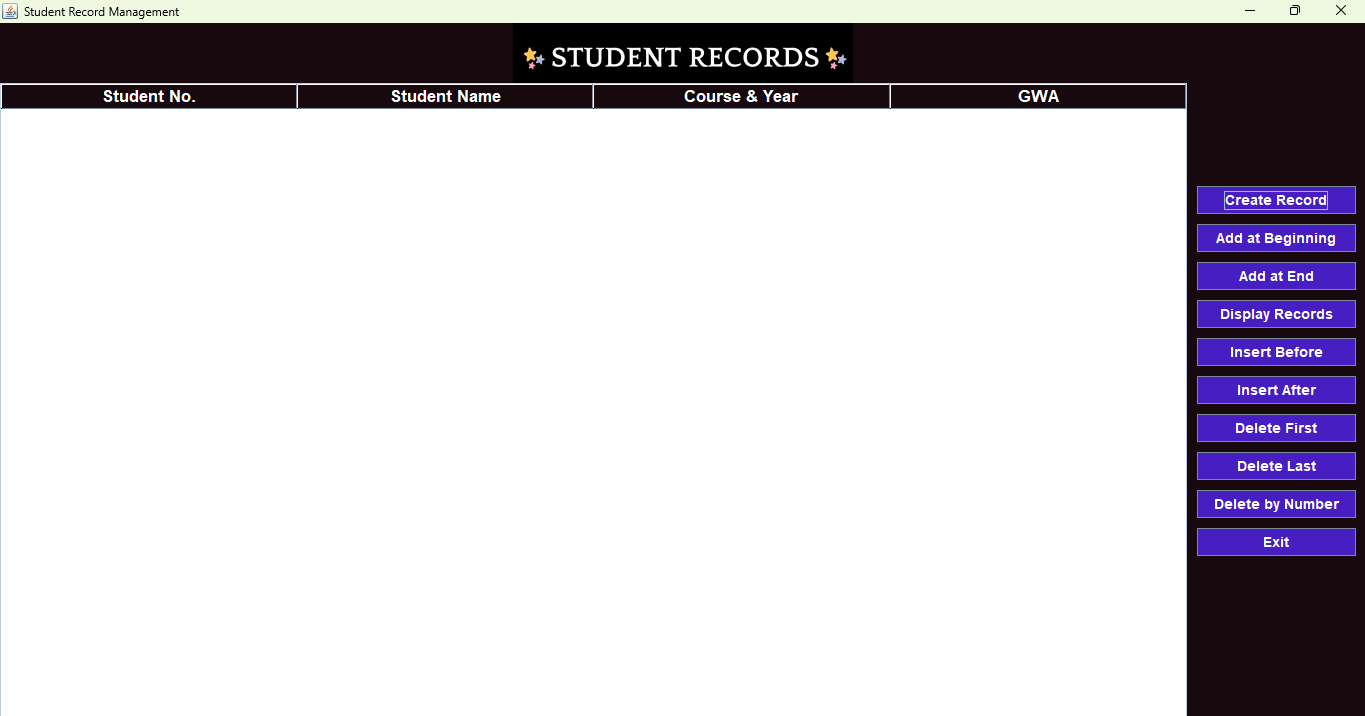 Student Record Management
STUDENT RECORDS
Student No. Student Name Course & Year GWA
Create Record
Add at Beginning
Add at End
Display Records
Insert Before
Insert After
Delete First
Delete Last
Delete by Number
Exit